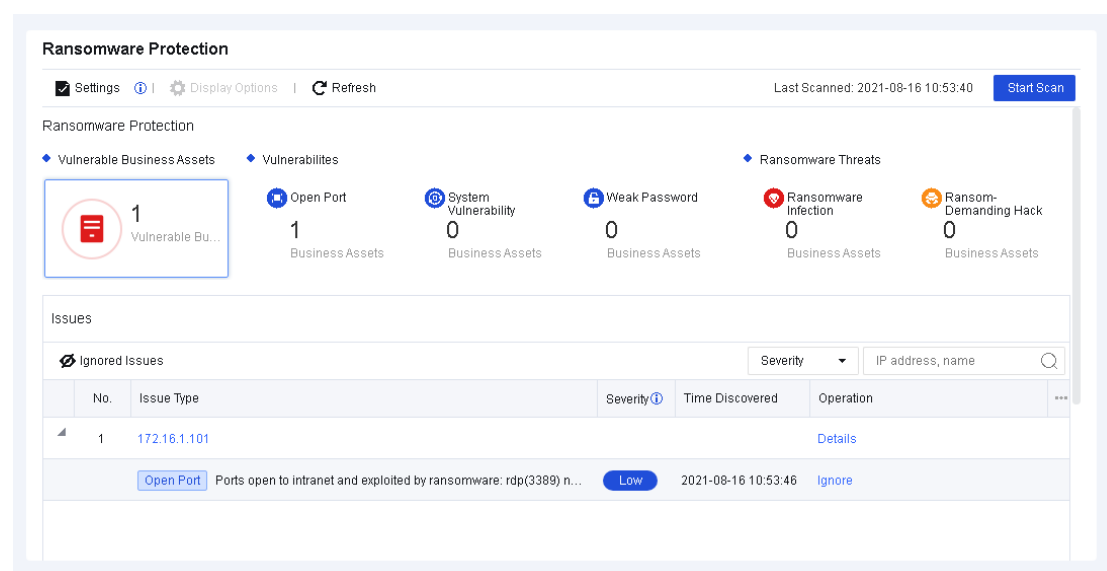 Ransomware Protection
Settings | Display Options | Refresh Last Scanned: 2021-08-16 10:53:40 Start Scan
Ransomware Protection
Vulnerable Business Assets Vulnerabilites Ransomware Threats
1
Vulnerable Bu...
Open Port
1
Business Assets
System
Vulnerability
0
Business Assets
Weak Password
0
Business Assets
Ransomware
Infection
0
Business Assets
Ransom-
Demanding Hack
0
Business Assets
Issues
Ignored Issues Severity IP address, name
No. Issue Type Severity Time Discovered Operation
1 172.16.1.101 Details
Open Port Ports open to intranet and exploited by ransomware: rdp(3389) n... Low 2021-08-16 10:53:46 Ignore